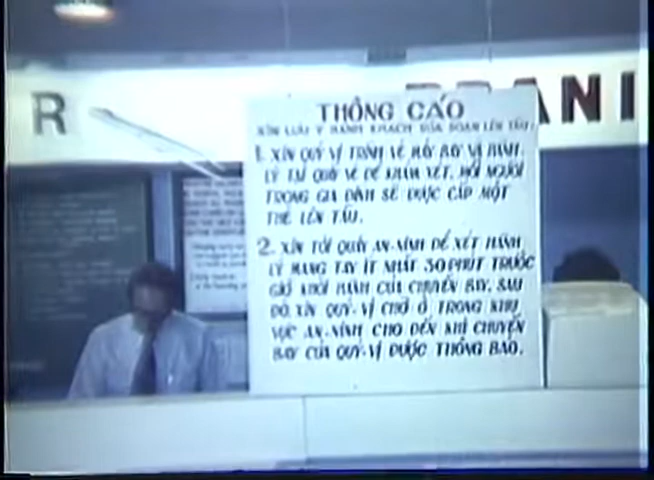 R
RANI
THÔNG CÁO
XIN LƯU Ý HÀNH KHÁCH SỬA SOẠN LÊN TÀU:
1. XIN QUÝ VỊ TRÌNH VÉ MÁY BAY VÀ HÀNH
LÝ TẠI QUẦY VÉ ĐỂ KHÁM XÉT. MỖI NGƯỜI
TRONG GIA ĐÌNH SẼ ĐƯỢC CẤP MỘT
THẺ LÊN TÀU.
2. XIN TỚI QUẦY AN-NINH ĐỂ XÉT HÀNH
LÝ MANG TAY ÍT NHẤT 30 PHÚT TRƯỚC
GIỜ KHỞI HÀNH CỦA CHUYẾN BAY. SAU
ĐÓ, XIN QUÝ-VỊ CHỜ Ở TRONG KHU
VỰC AN-NINH CHO ĐẾN KHI CHUYẾN
BAY CỦA QUÝ-VỊ ĐƯỢC THÔNG BÁO.